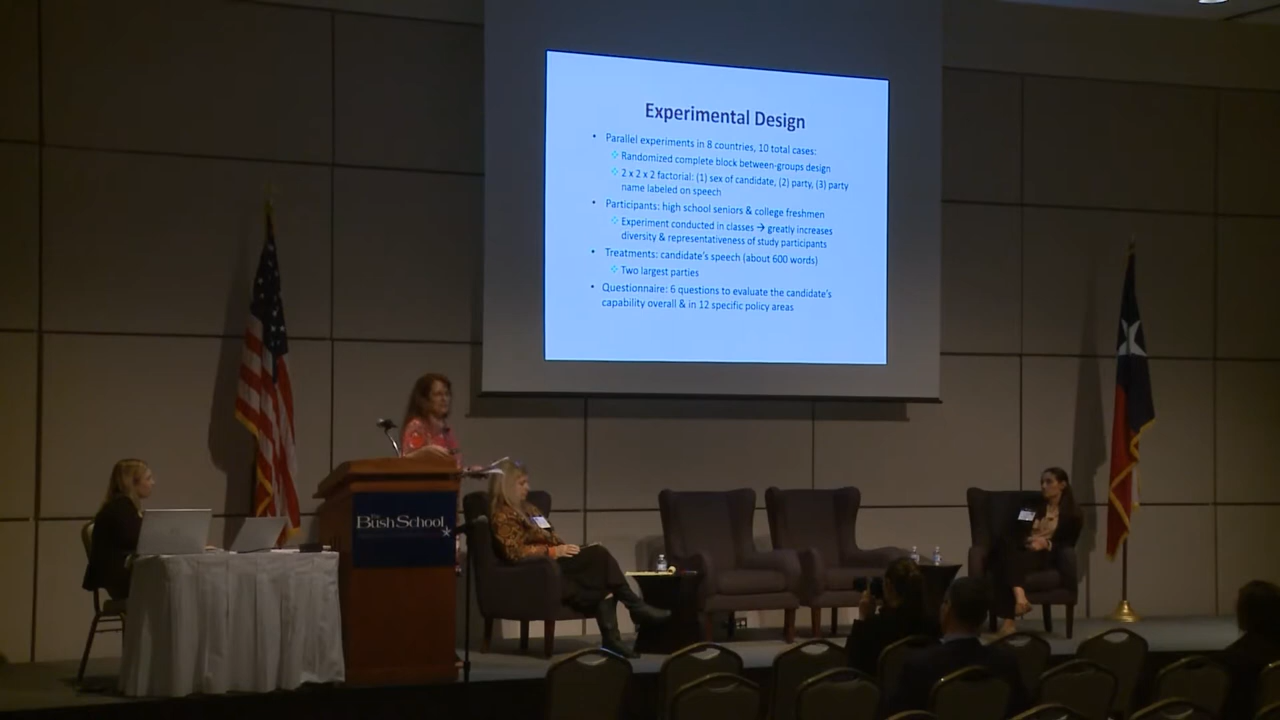 Experimental Design
• Parallel experiments in 8 countries, 10 total cases:
Randomized complete block between-groups design
2 x 2 x 2 factorial: (1) sex of candidate, (2) party, (3) party
name labeled on speech
• Participants: high school seniors & college freshmen
Experiment conducted in classes → greatly increases
diversity & representativeness of study participants
• Treatments: candidate's speech (about 600 words)
Two largest parties
• Questionnaire: 6 questions to evaluate the candidate's
capability overall & in 12 specific policy areas
The
Bush School